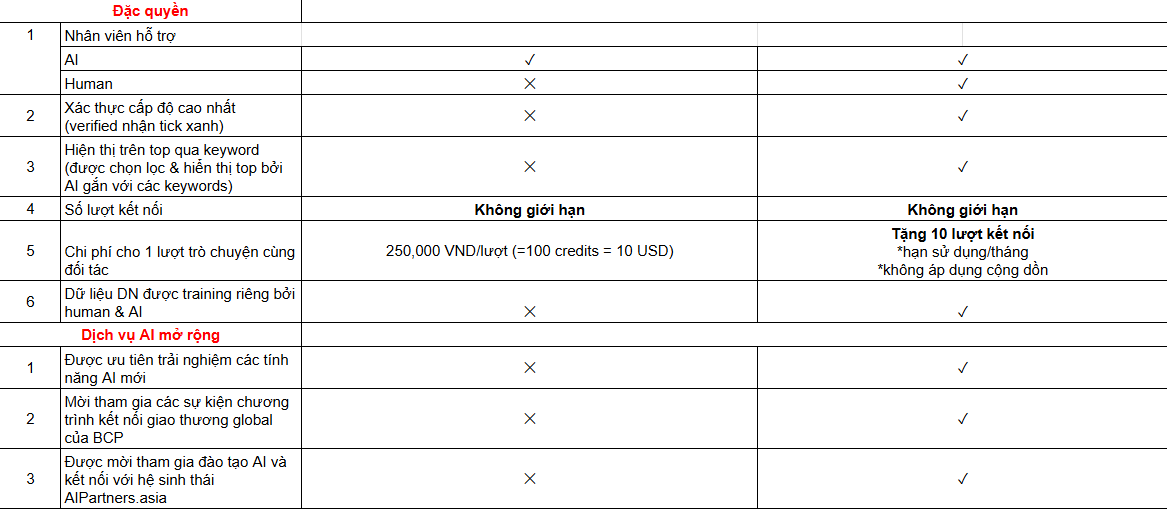 Đặc quyền
1 Nhân viên hỗ trợ
AI ✓ ✓
Human ✕ ✓
2 Xác thực cấp độ cao nhất
(verified nhận tick xanh) ✕ ✓
3 Hiện thị trên top qua keyword
(được chọn lọc & hiển thị top bởi
AI gắn với các keywords) ✕ ✓
4 Số lượt kết nối Không giới hạn Không giới hạn
5 Chi phí cho 1 lượt trò chuyện cùng
đối tác
250,000 VND/lượt (=100 credits = 10 USD)
Tặng 10 lượt kết nối
*hạn sử dụng/tháng
*không áp dụng cộng dồn
6 Dữ liệu DN được training riêng bởi
human & AI ✕ ✓
Dịch vụ AI mở rộng
1 Được ưu tiên trải nghiệm các tính
năng AI mới ✕ ✓
2 Mời tham gia các sự kiện chương
trình kết nối giao thương global
của BCP ✕ ✓
3 Được mời tham gia đào tạo AI và
kết nối với hệ sinh thái
AIPartners.asia ✕ ✓